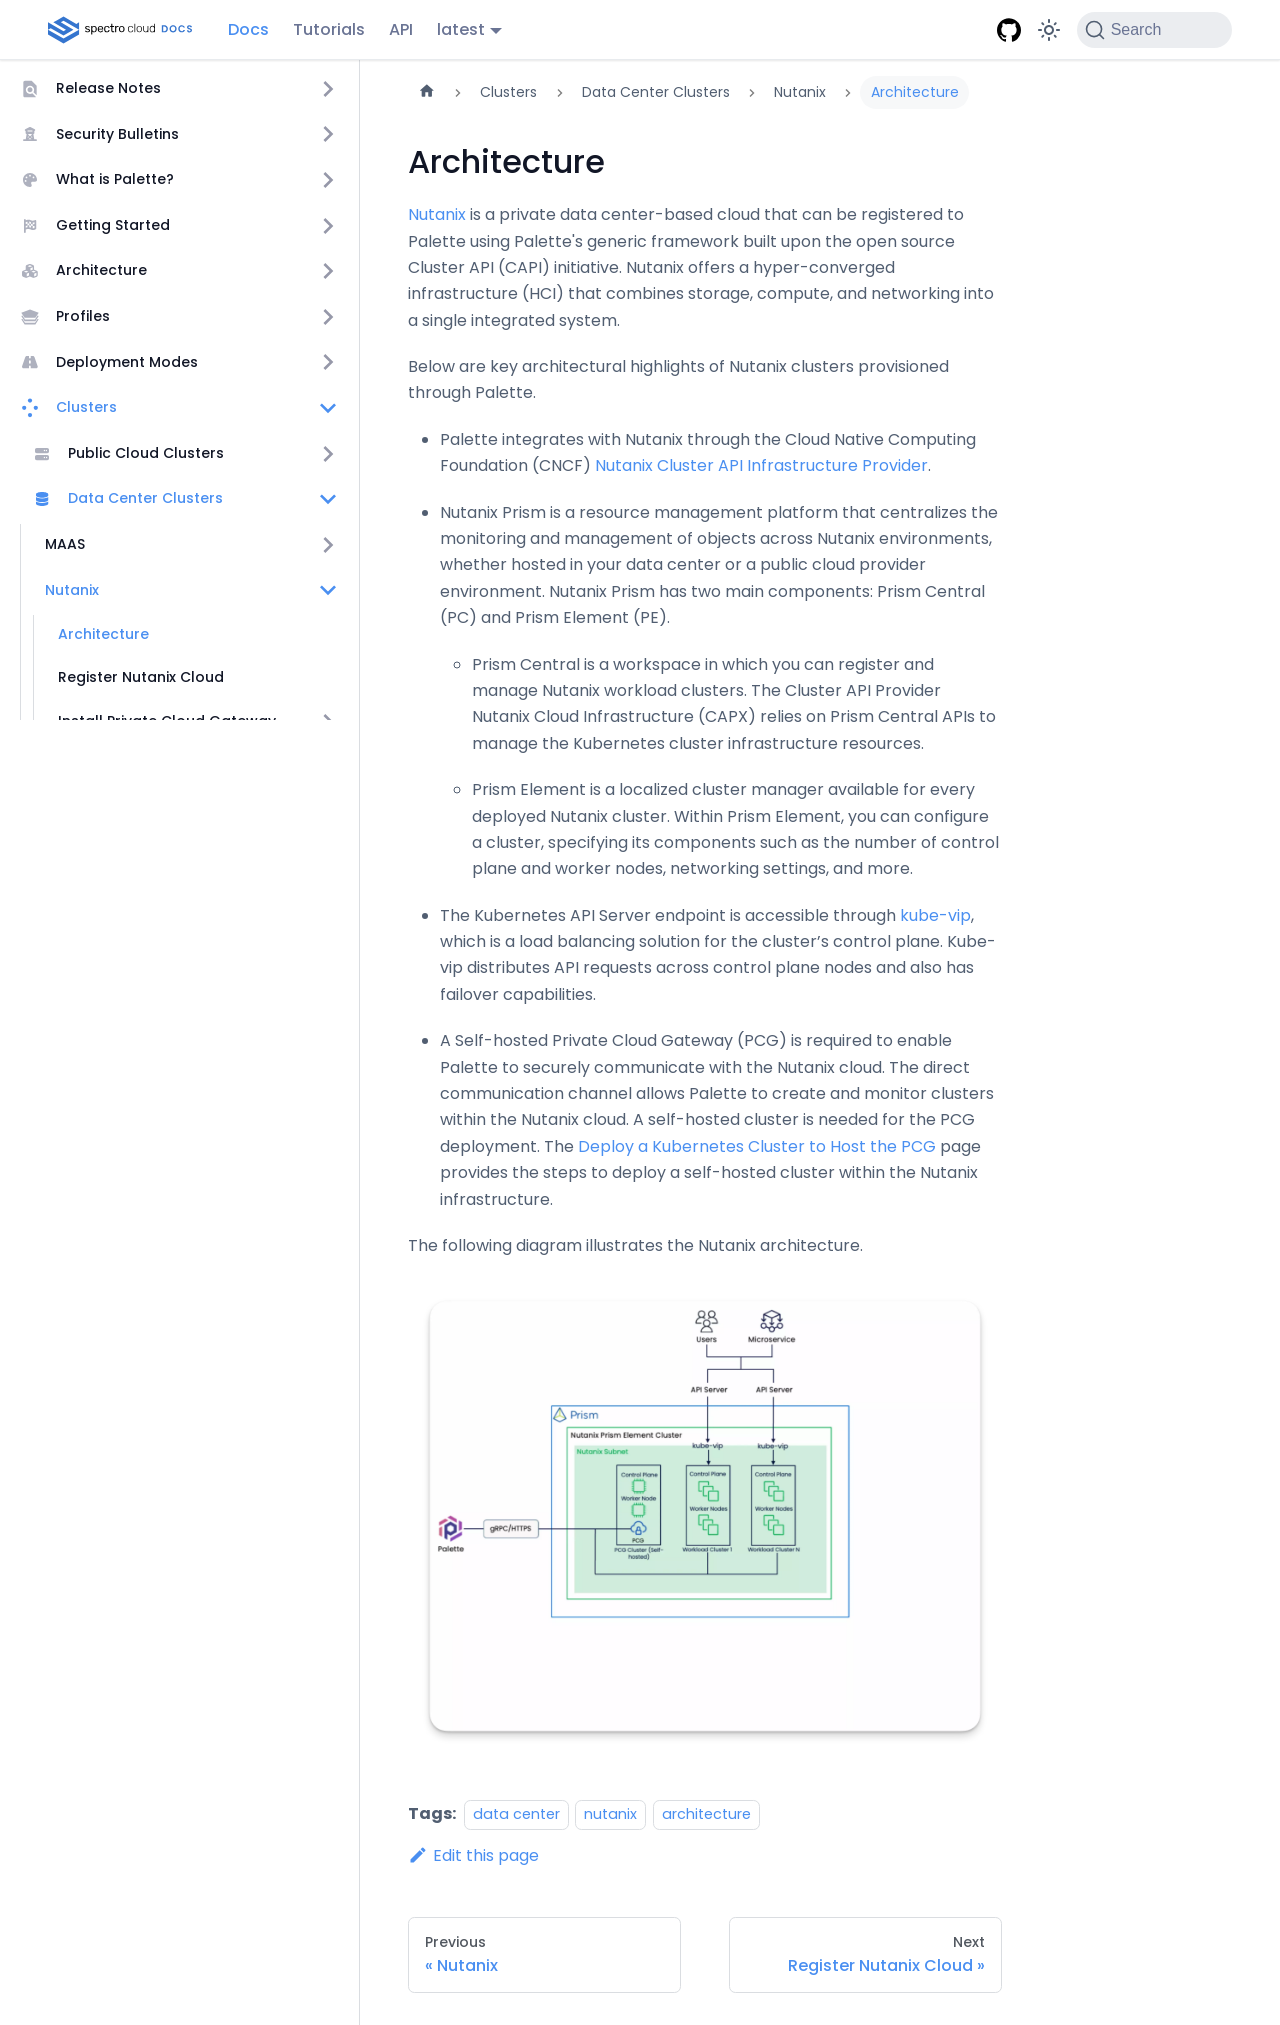 spectro cloud DOCS
Docs
Tutorials
API
latest
Search
Release Notes
Security Bulletins
What is Palette?
Getting Started
Architecture
Profiles
Deployment Modes
Clusters
Public Cloud Clusters
Data Center Clusters
MAAS
Nutanix
Architecture
Register Nutanix Cloud
Install Private Cloud Gateway
Clusters
Data Center Clusters
Nutanix
Architecture
Architecture
Nutanix is a private data center-based cloud that can be registered to
Palette using Palette's generic framework built upon the open source
Cluster API (CAPI) initiative. Nutanix offers a hyper-converged
infrastructure (HCI) that combines storage, compute, and networking into
a single integrated system.
Below are key architectural highlights of Nutanix clusters provisioned
through Palette.
Palette integrates with Nutanix through the Cloud Native Computing
Foundation (CNCF) Nutanix Cluster API Infrastructure Provider.
Nutanix Prism is a resource management platform that centralizes the
monitoring and management of objects across Nutanix environments,
whether hosted in your data center or a public cloud provider
environment. Nutanix Prism has two main components: Prism Central
(PC) and Prism Element (PE).
Prism Central is a workspace in which you can register and
manage Nutanix workload clusters. The Cluster API Provider
Nutanix Cloud Infrastructure (CAPX) relies on Prism Central APIs to
manage the Kubernetes cluster infrastructure resources.
Prism Element is a localized cluster manager available for every
deployed Nutanix cluster. Within Prism Element, you can configure
a cluster, specifying its components such as the number of control
plane and worker nodes, networking settings, and more.
The Kubernetes API Server endpoint is accessible through kube-vip,
which is a load balancing solution for the cluster’s control plane. Kube-
vip distributes API requests across control plane nodes and also has
failover capabilities.
A Self-hosted Private Cloud Gateway (PCG) is required to enable
Palette to securely communicate with the Nutanix cloud. The direct
communication channel allows Palette to create and monitor clusters
within the Nutanix cloud. A self-hosted cluster is needed for the PCG
deployment. The Deploy a Kubernetes Cluster to Host the PCG page
provides the steps to deploy a self-hosted cluster within the Nutanix
infrastructure.
The following diagram illustrates the Nutanix architecture.
Users
Microservice
API Server
API Server
Prism
Nutanix Prism Element Cluster
Nutanix Subnet
kube-vip
kube-vip
Control Plane
Control Plane
Control Plane
Worker Node
Worker Nodes
Worker Nodes
Palette
gRPC/HTTPS
PCG
PCG Cluster (Self-
hosted)
Workload Cluster 1
Workload Cluster N
Tags:
data center
nutanix
architecture
Edit this page
Previous
« Nutanix
Next
Register Nutanix Cloud »